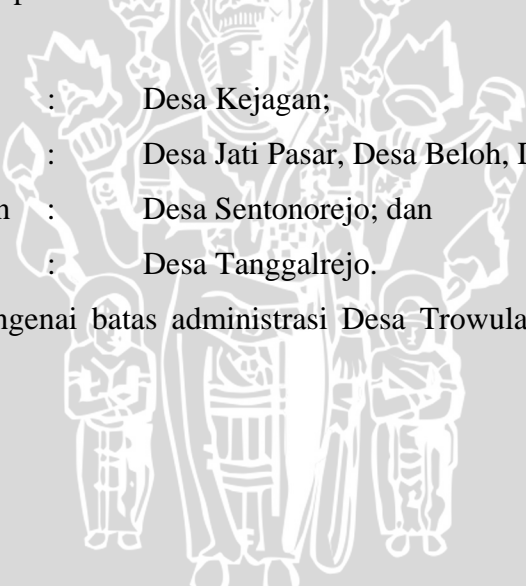 : Desa Kejagan;
: Desa Jati Pasar, Desa Beloh,
: Desa Sentonorejo; dan
: Desa Tanggalrejo.
batas administrasi Desa